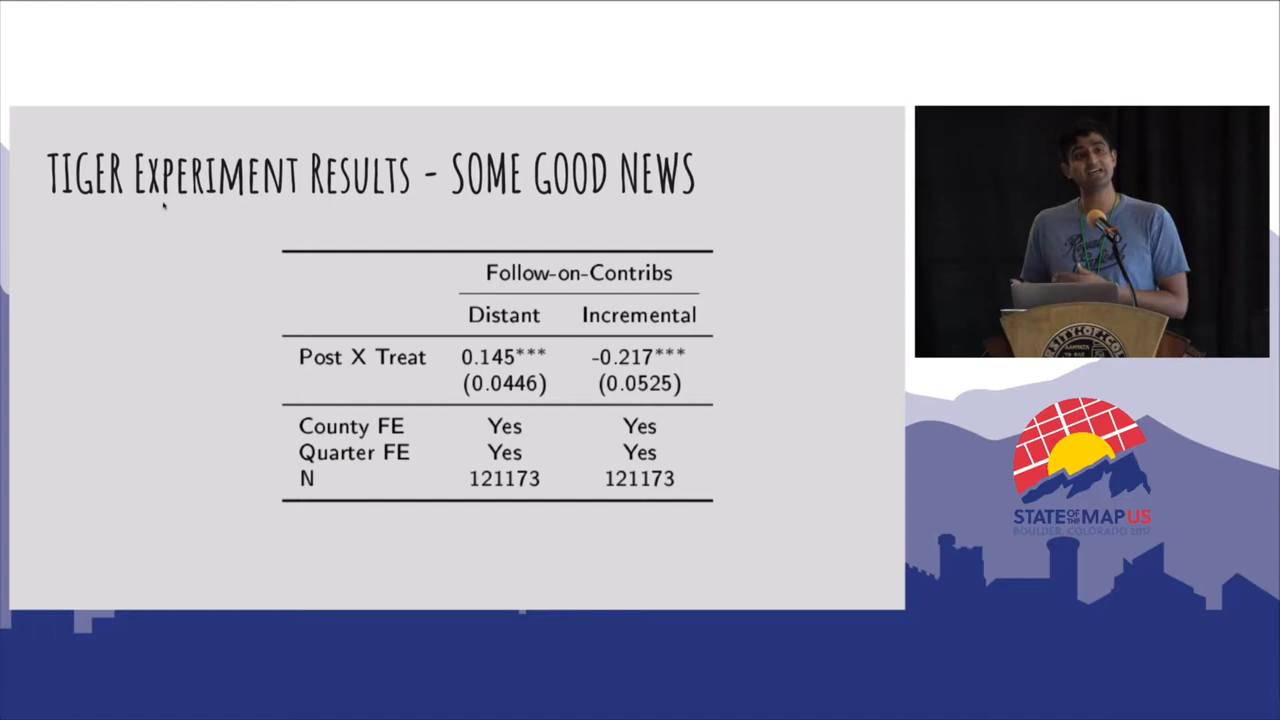 TIGER EXPERIMENT RESULTS - SOME GOOD NEWS
Follow-on-Contribs
Distant Incremental
Post X Treat 0.145*** -0.217***
(0.0446) (0.0525)
County FE Yes Yes
Quarter FE Yes Yes
N 121173 121173
STATE OF THE MAP US
BOULDER, COLORADO 2017